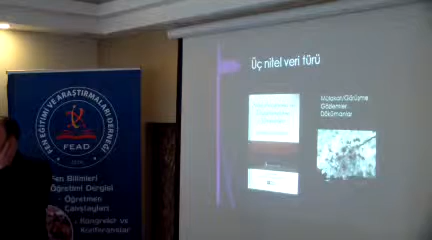 Üç nitel veri türü
Mülakat/Görüşme
Gözlemler
Dökümanlar
FEN EĞİTİMİ VE ARAŞTIRMALARI DERNEĞİ
FEAD
Fen Bilimleri
Öğretimi Dergisi
- Öğretmen
Çalıştayları
- Kongreler ve
Konferanslar